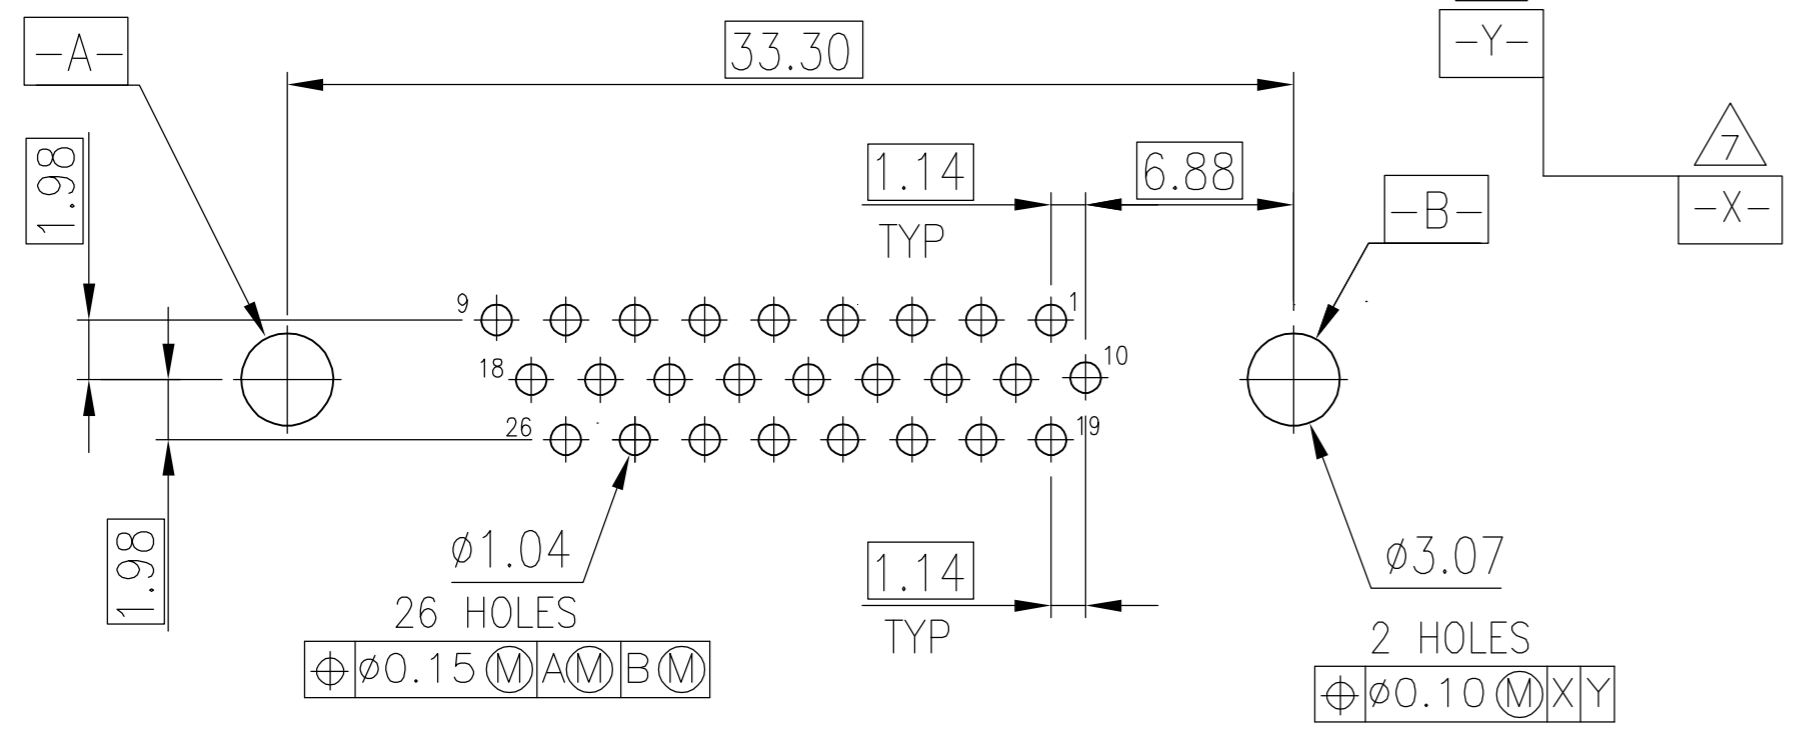 -A-
33.30
-Y-
1.98
1.14
TYP
6.88
7
-B-
-X-
9
1
18
10
26
19
1.98
ø1.04
26 HOLES
⌖ ø0.15 Ⓜ A Ⓜ B Ⓜ
1.14
TYP
ø3.07
2 HOLES
⌖ ø0.10 Ⓜ X Y